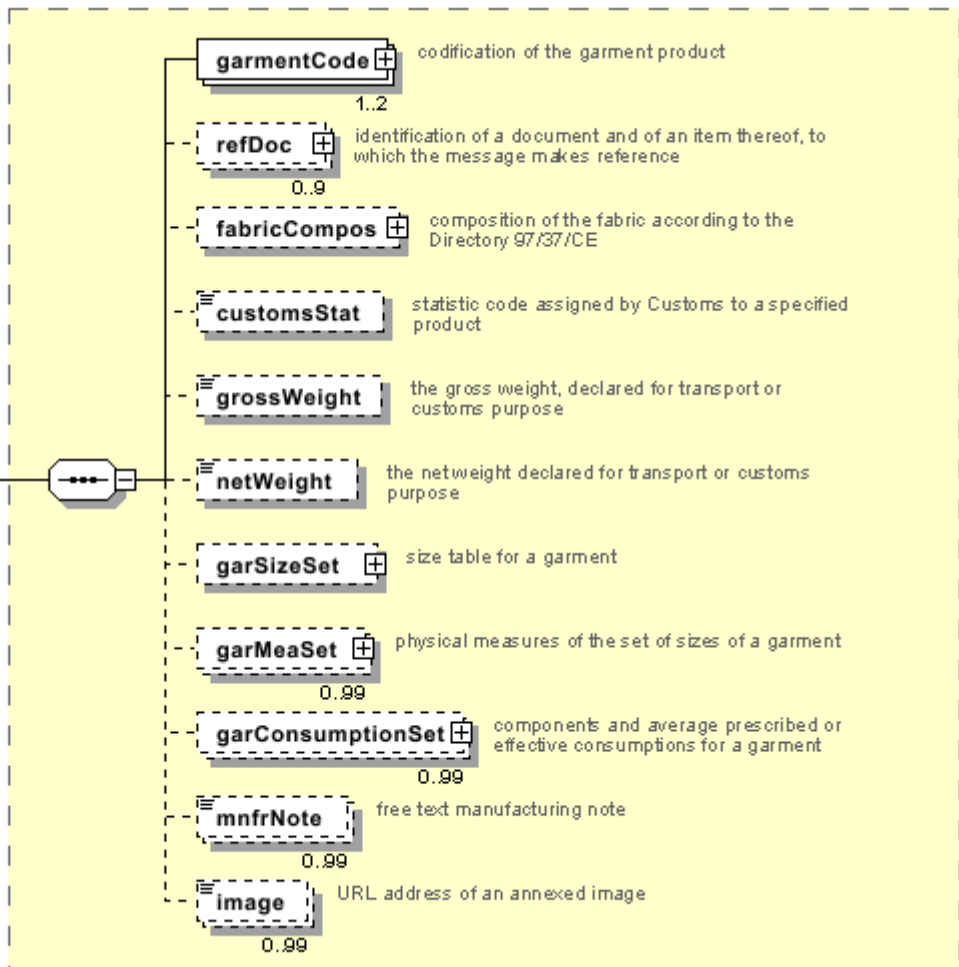 garmentCode
codification of the garment product
1..2
refDoc
identification of a document and of an item thereof, to
which the message makes reference
0..9
fabricCompos
composition of the fabric according to the
Directory 97/37/CE
customsStat
statistic code assigned by Customs to a specified
product
grossWeight
the gross weight, declared for transport or
customs purpose
netWeight
the net weight declared for transport or customs
purpose
garSizeSet
size table for a garment
garMeaSet
physical measures of the set of sizes of a garment
0..99
garConsumptionSet
components and average prescribed or
effective consumptions for a garment
0..99
mnfrNote
free text manufacturing note
0..99
image
URL address of an annexed image
0..99